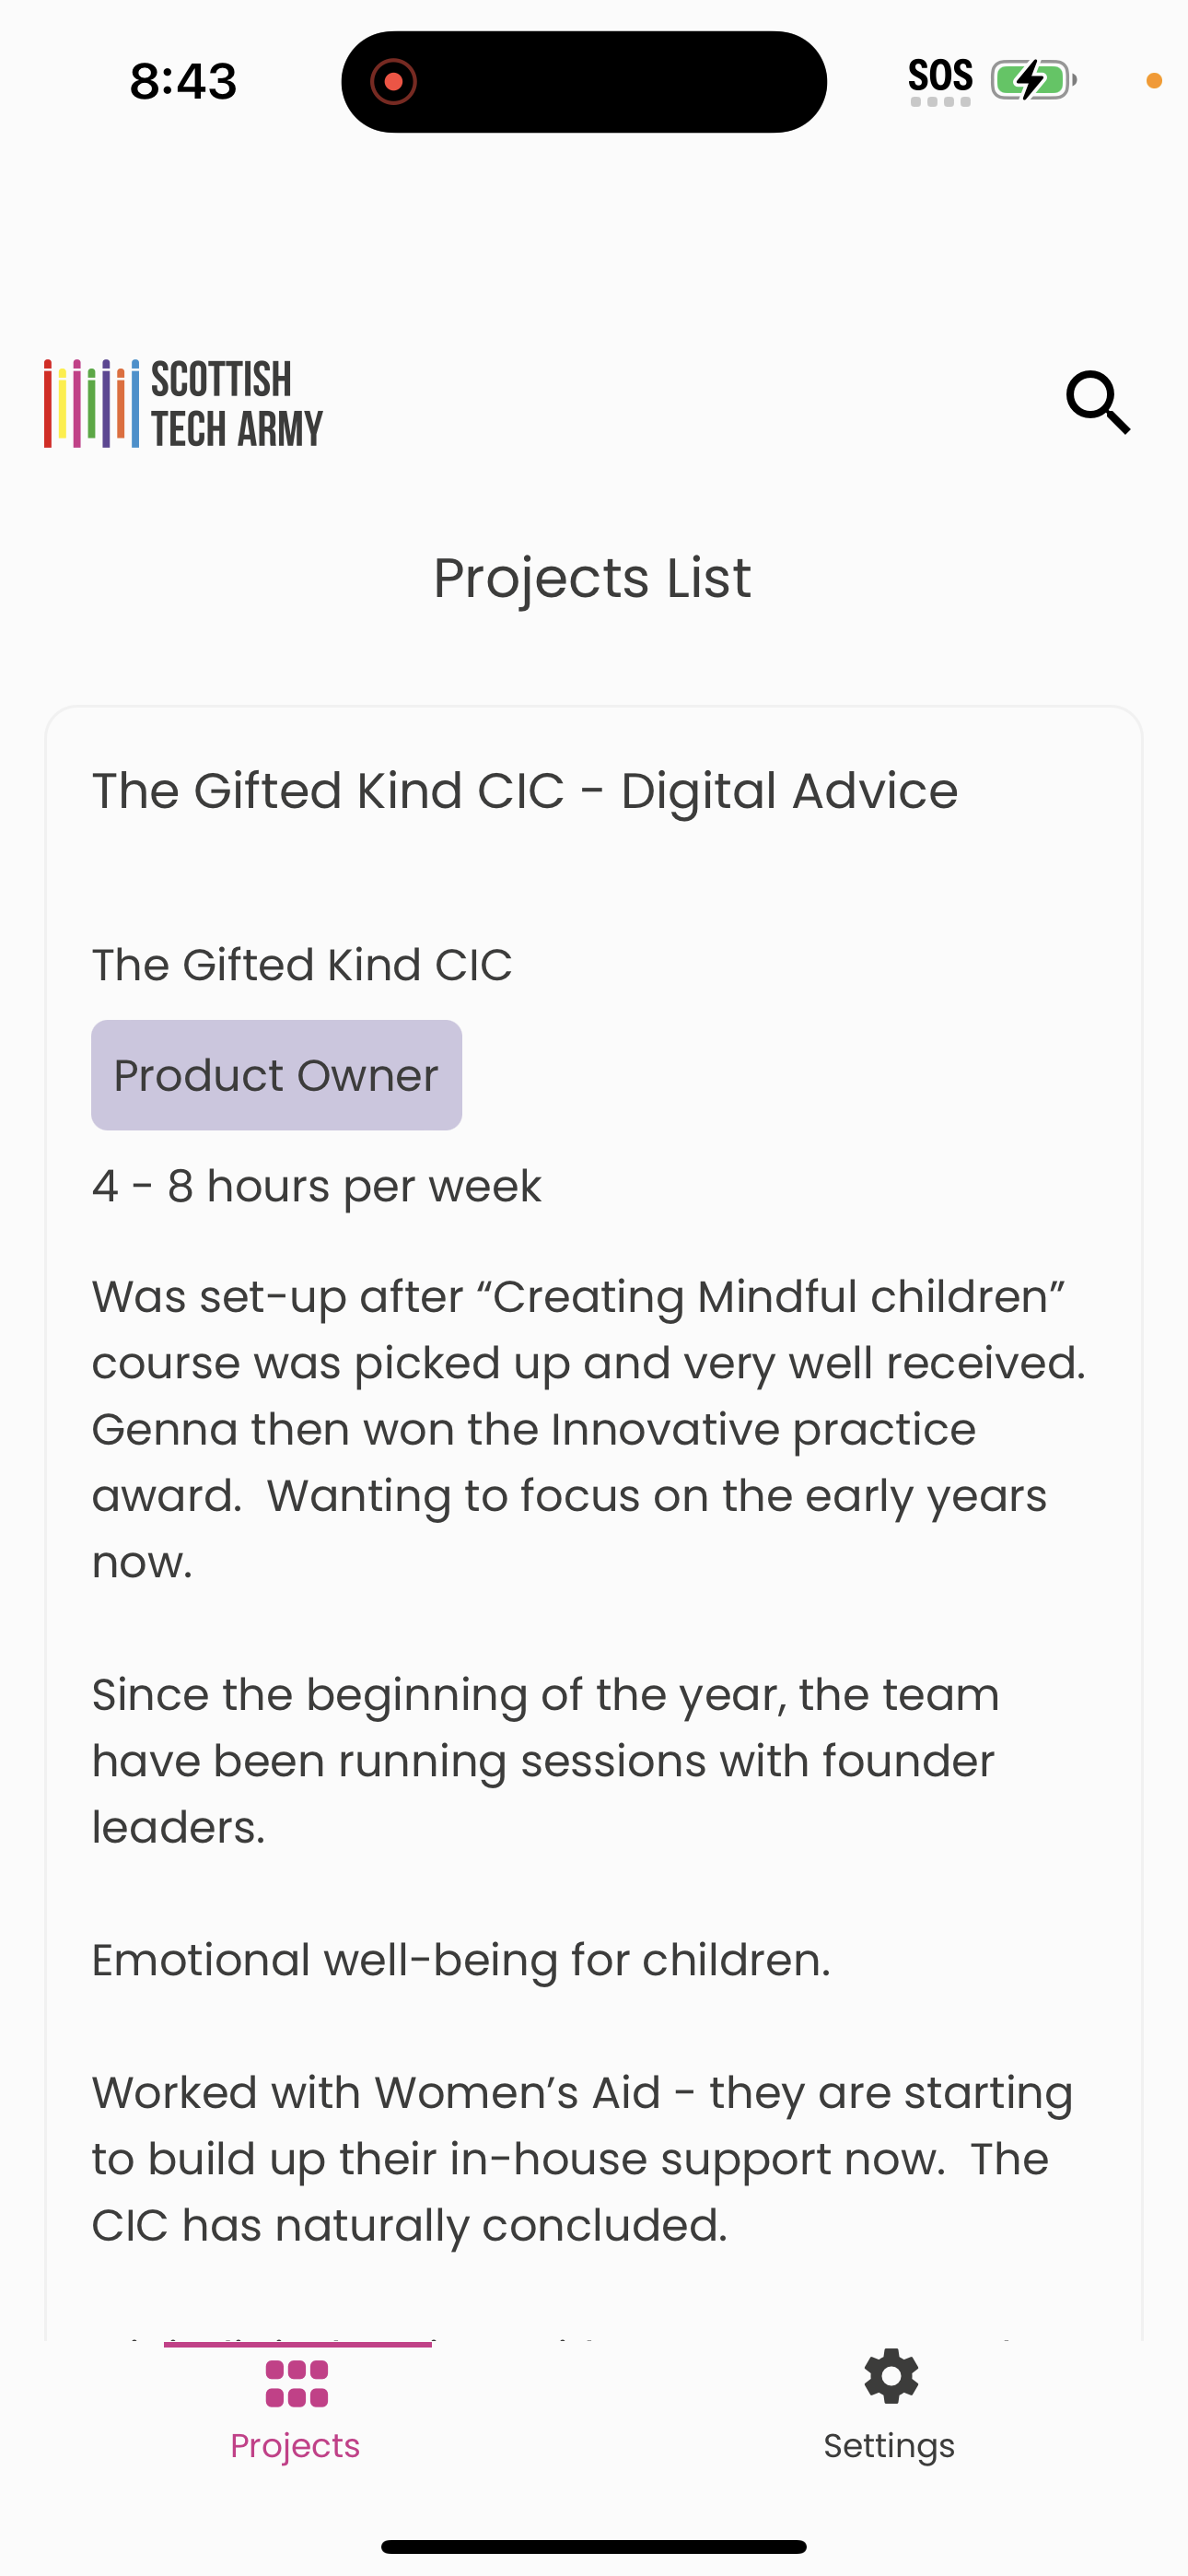 8:43
SOS
SCOTTISH
TECH ARMY
Projects List
The Gifted Kind CIC - Digital Advice
The Gifted Kind CIC
Product Owner
4 - 8 hours per week
Was set-up after “Creating Mindful children”
course was picked up and very well received.
Genna then won the Innovative practice
award.  Wanting to focus on the early years
now.
Since the beginning of the year, the team
have been running sessions with founder
leaders.
Emotional well-being for children.
Worked with Women’s Aid - they are starting
to build up their in-house support now.  The
CIC has naturally concluded.
Projects
Settings